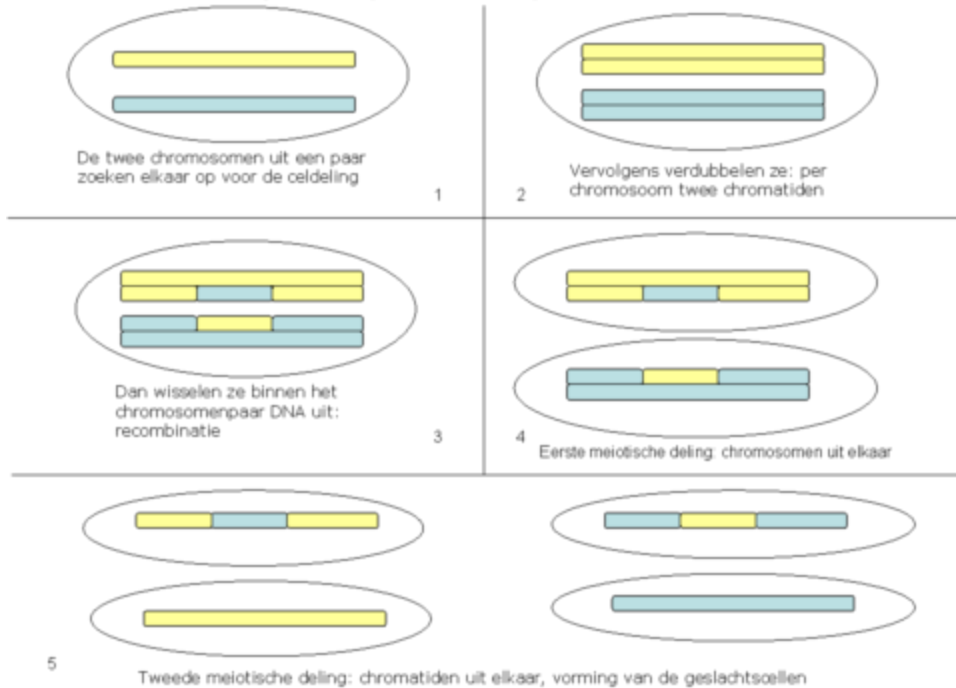 De twee chromosomen uit een paar
zoeken elkaar op voor de celdeling
1
2
Vervolgens verdubbelen ze: per
chromosoom twee chromatiden
Dan wisselen ze binnen het
chromosomenpaar DNA uit:
recombinatie
3
4
Eerste meiotische deling: chromosomen uit elkaar
5
Tweede meiotische deling: chromatiden uit elkaar, vorming van de geslachtscellen